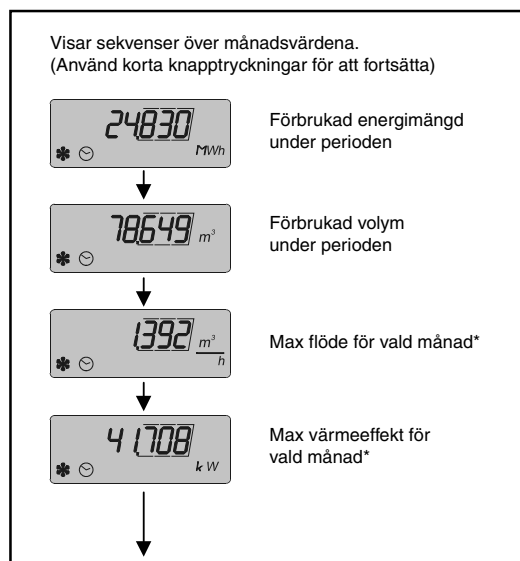 Visar sekvenser över månadsvärdena.
(Använd korta knapptryckningar för att fortsätta)
24,830 MWh
Förbrukad energimängd
under perioden
78,649 m³
Förbrukad volym
under perioden
1,392 m³/h
Max flöde för vald månad*
41,708 kW
Max värmeeffekt för
vald månad*